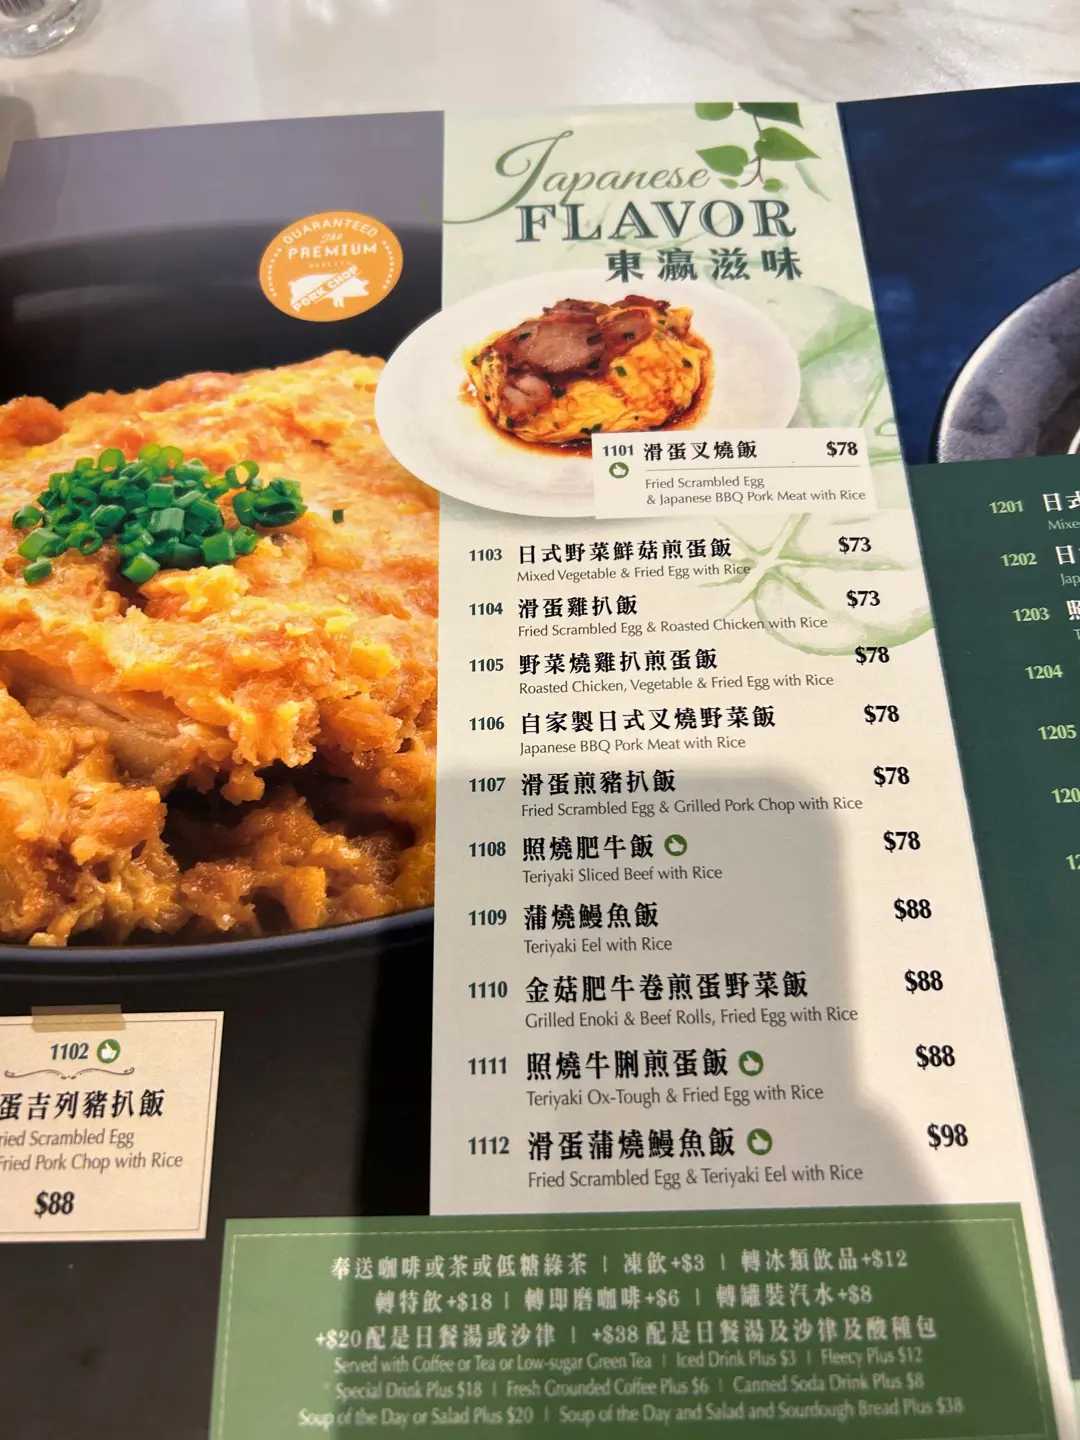 GUARANTEED
The
PREMIUM
PORK CHOP
Japanese
FLAVOR
東瀛滋味
1101 滑蛋叉燒飯 $78
Fried Scrambled Egg
& Japanese BBQ Pork Meat with Rice
1103 日式野菜鮮菇煎蛋飯 $73
Mixed Vegetable & Fried Egg with Rice
1104 滑蛋雞扒飯 $73
Fried Scrambled Egg & Roasted Chicken with Rice
1105 野菜燒雞扒煎蛋飯 $78
Roasted Chicken, Vegetable & Fried Egg with Rice
1106 自家製日式叉燒野菜飯 $78
Japanese BBQ Pork Meat with Rice
1107 滑蛋煎豬扒飯 $78
Fried Scrambled Egg & Grilled Pork Chop with Rice
1108 照燒肥牛飯 $78
Teriyaki Sliced Beef with Rice
1109 蒲燒鰻魚飯 $88
Teriyaki Eel with Rice
1110 金菇肥牛卷煎蛋野菜飯 $88
Grilled Enoki & Beef Rolls, Fried Egg with Rice
1111 照燒牛脷煎蛋飯 $88
Teriyaki Ox-Tough & Fried Egg with Rice
1112 滑蛋蒲燒鰻魚飯 $98
Fried Scrambled Egg & Teriyaki Eel with Rice
1102
蛋吉列豬扒飯
ried Scrambled Egg
Fried Pork Chop with Rice
$88
奉送咖啡或茶或低糖綠茶 | 凍飲+$3 | 轉冰類飲品+$12
轉特飲+$18 | 轉即磨咖啡+$6 | 轉罐裝汽水+$8
+$20配是日餐湯或沙律 | +$38配是日餐湯及沙律及酸種包
Served with Coffee or Tea or Low-sugar Green Tea | Iced Drink Plus $3 | Fleecy Plus $12
Special Drink Plus $18 | Fresh Grounded Coffee Plus $6 | Canned Soda Drink Plus $8
Soup of the Day or Salad Plus $20 | Soup of the Day and Salad and Sourdough Bread Plus $38
1201 日
Mixe
1202 日
Jap
1203
1204
1205
120
12